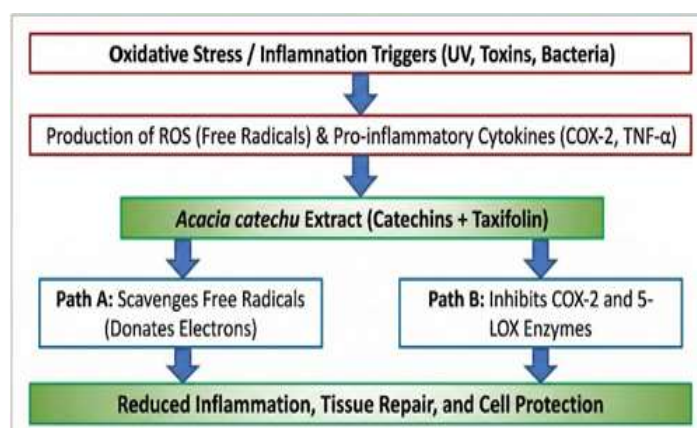 Oxidative Stress / Inflamnation Triggers (UV, Toxins, Bacteria)
Production of ROS (Free Radicals) & Pro-inflammatory Cytokines (COX-2, TNF-α)
Acacia catechu Extract (Catechins + Taxifolin)
Path A: Scavenges Free Radicals
(Donates Electrons)
Path B: Inhibits COX-2 and 5-
LOX Enzymes
Reduced Inflammation, Tissue Repair, and Cell Protection